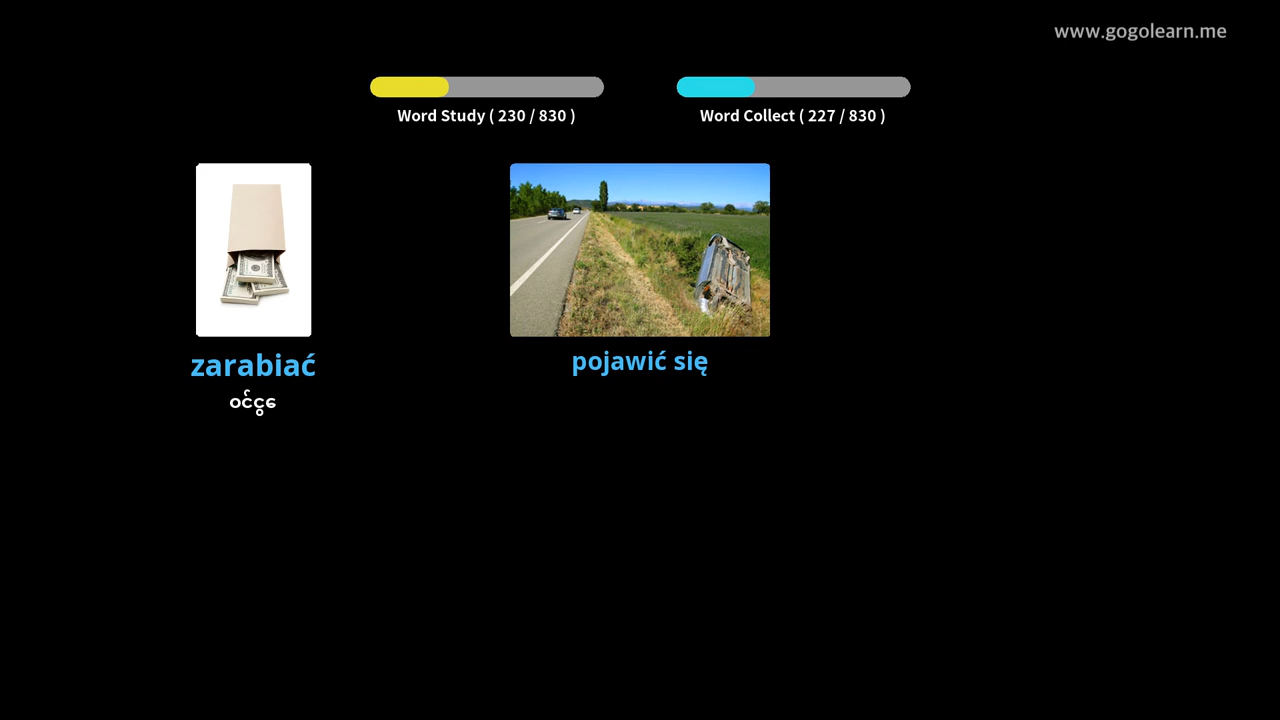 www.gogolearn.me
Word Study ( 230 / 830 )
Word Collect ( 227 / 830 )
zarabiać
ဝင်ငွေ
pojawić się